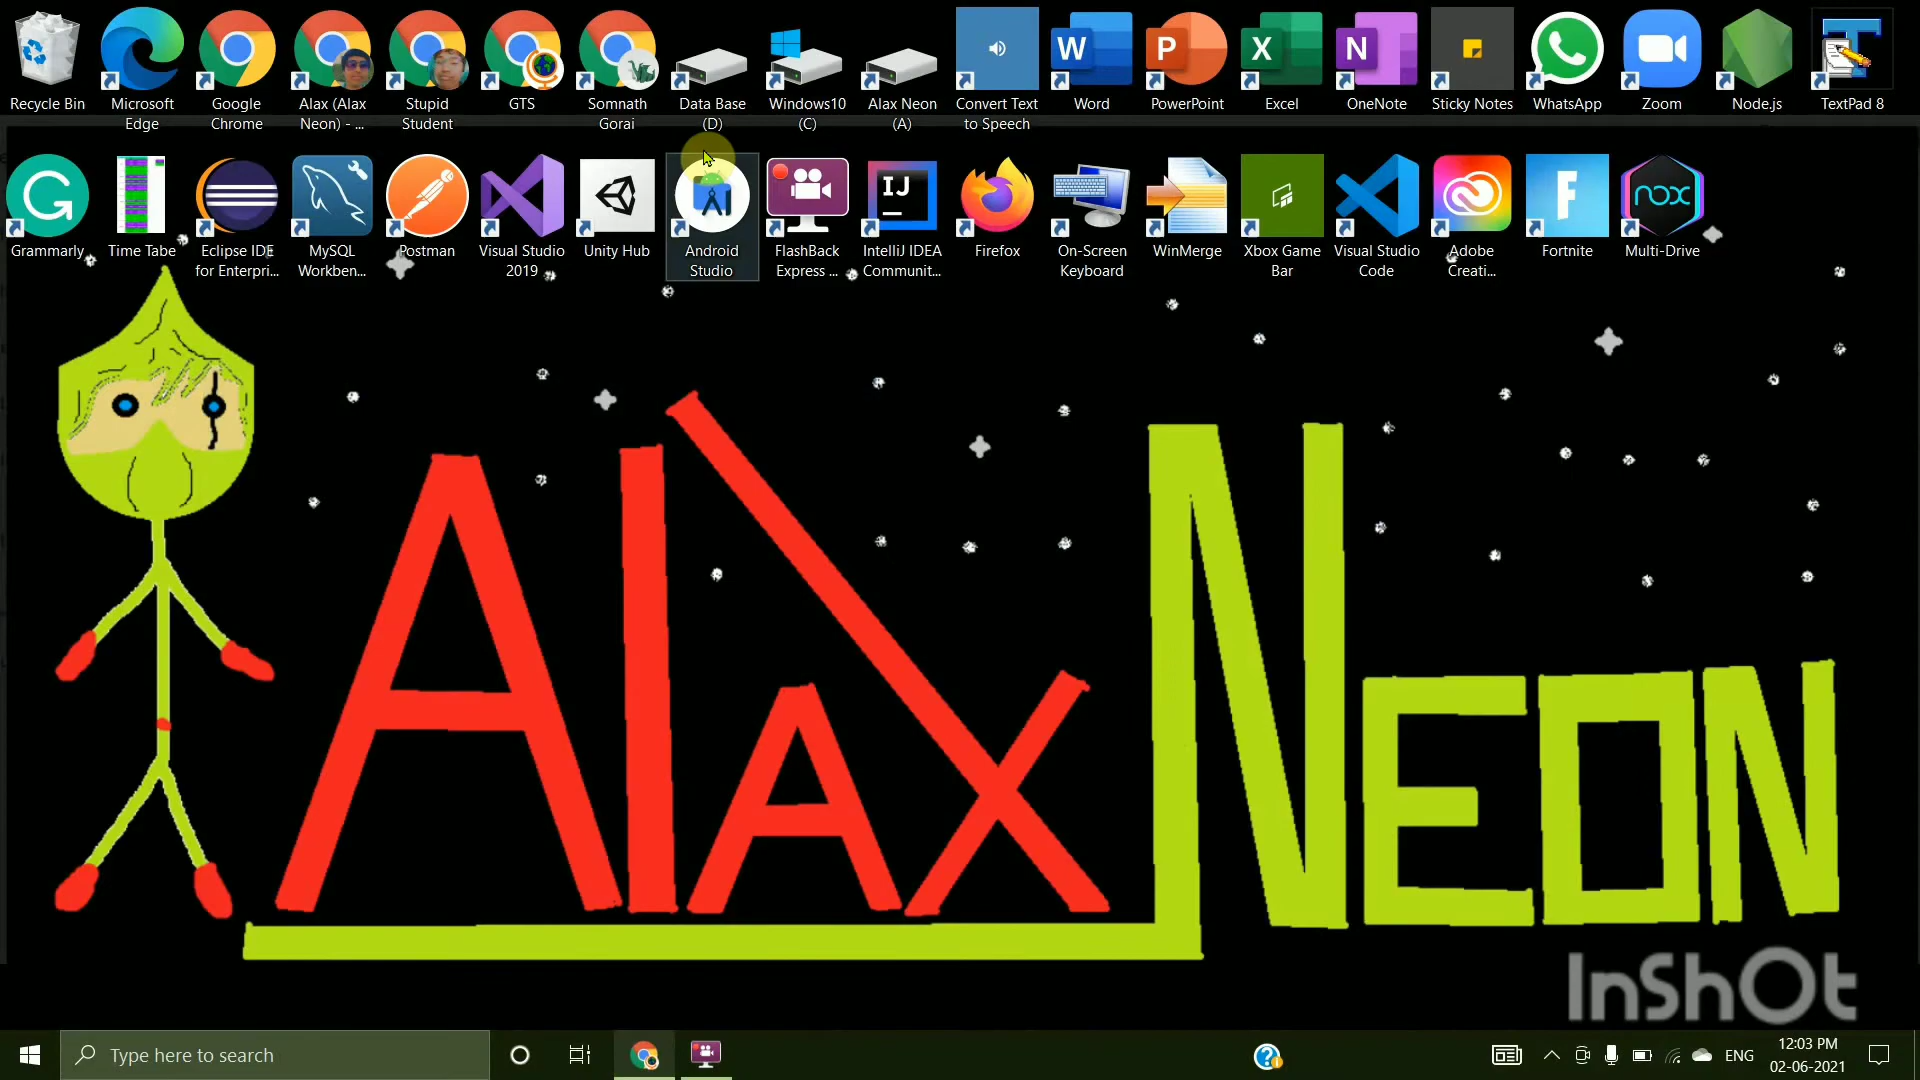 Recycle Bin
Microsoft
Edge
Google
Chrome
Alax (Alax
Neon) - ...
Stupid
Student
GTS
Somnath
Gorai
Data Base
(D)
Windows10
(C)
Alax Neon
(A)
Convert Text
to Speech
W
Word
P
PowerPoint
X
Excel
N
OneNote
Sticky Notes
WhatsApp
Zoom
Node.js
T
TextPad 8
G
Grammarly
Time Tabe
Eclipse IDE
for Enterpri...
MySQL
Workben...
Postman
Visual Studio
2019
Unity Hub
Android
Studio
FlashBack
Express ...
IJ
IntelliJ IDEA
Communit...
Firefox
On-Screen
Keyboard
WinMerge
Xbox Game
Bar
Visual Studio
Code
Adobe
Creati...
F
Fortnite
nox
Multi-Drive
AlAx NEON
InShOt
Type here to search
ENG
12:03 PM
02-06-2021